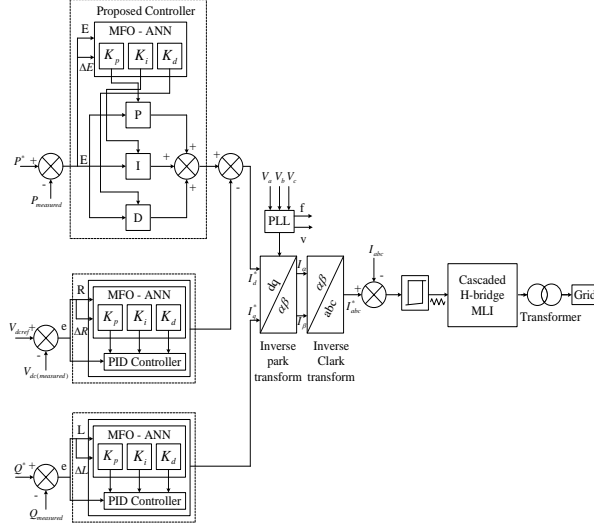 Proposed Controller
E
MFO - ANN
K_p K_i K_d
ΔE
P
P* + E I + + + +
-
P_measured
+
-
D
V_a V_b V_c
PLL f
v
I_d*
I_q*
dq
αβ
I_α
I_β
αβ
abc
I_abc
+ -
I_abc*
Cascaded
H-bridge
MLI
Transformer
Grid
Inverse
park
transform
Inverse
Clark
transform
R
MFO - ANN
K_p K_i K_d
ΔR
V_dcref + e
-
V_dc(measured)
PID Controller
L
MFO - ANN
K_p K_i K_d
ΔL
Q* + e
-
Q_measured
PID Controller